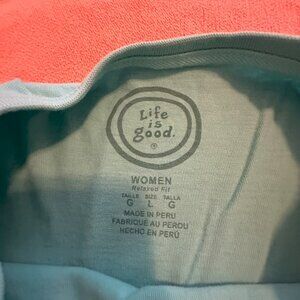 Life
is
good.
®
WOMEN
Relaxed Fit
TAILLE SIZE TALLA
G L G
MADE IN PERU
FABRIQUÉ AU PÉROU
HECHO EN PERÚ